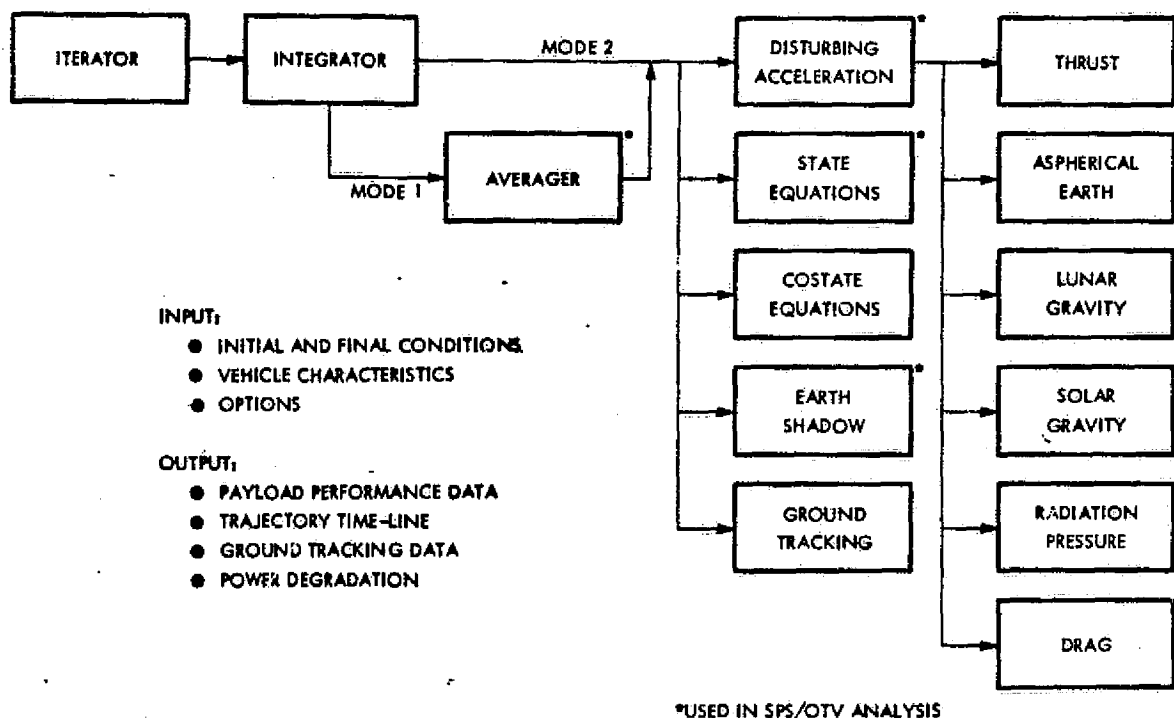 ITERATOR
INTEGRATOR
MODE 2
MODE 1
AVERAGER
*
DISTURBING
ACCELERATION
*
STATE
EQUATIONS
*
COSTATE
EQUATIONS
EARTH
SHADOW
*
GROUND
TRACKING
THRUST
ASPHERICAL
EARTH
LUNAR
GRAVITY
SOLAR
GRAVITY
RADIATION
PRESSURE
DRAG
INPUT:
● INITIAL AND FINAL CONDITIONS
● VEHICLE CHARACTERISTICS
● OPTIONS
OUTPUT:
● PAYLOAD PERFORMANCE DATA
● TRAJECTORY TIME-LINE
● GROUND TRACKING DATA
● POWER DEGRADATION
*USED IN SPS/OTV ANALYSIS